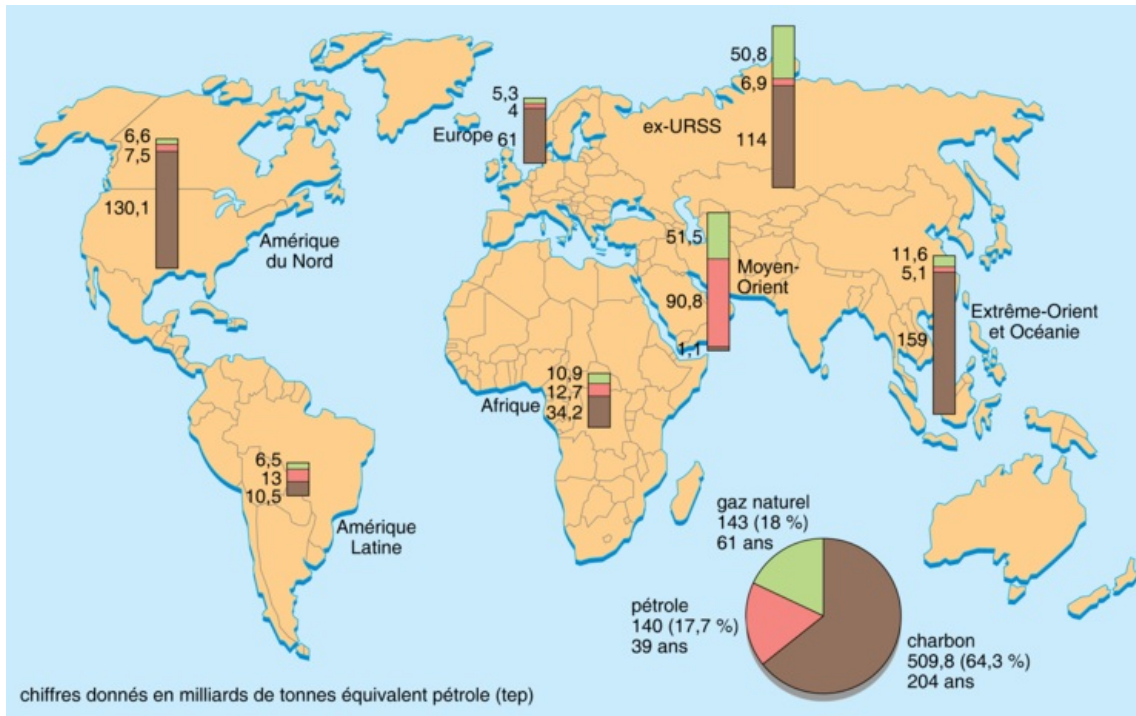 50,8
6,9
114
ex-URSS
5,3
4
61
Europe
6,6
7,5
130,1
Amérique
du Nord
51,5
90,8
1,1
Moyen-
Orient
11,6
5,1
159
Extrême-Orient
et Océanie
10,9
12,7
34,2
Afrique
6,5
13
10,5
Amérique
Latine
gaz naturel
143 (18 %)
61 ans
pétrole
140 (17,7 %)
39 ans
charbon
509,8 (64,3 %)
204 ans
chiffres donnés en milliards de tonnes équivalent pétrole (tep)